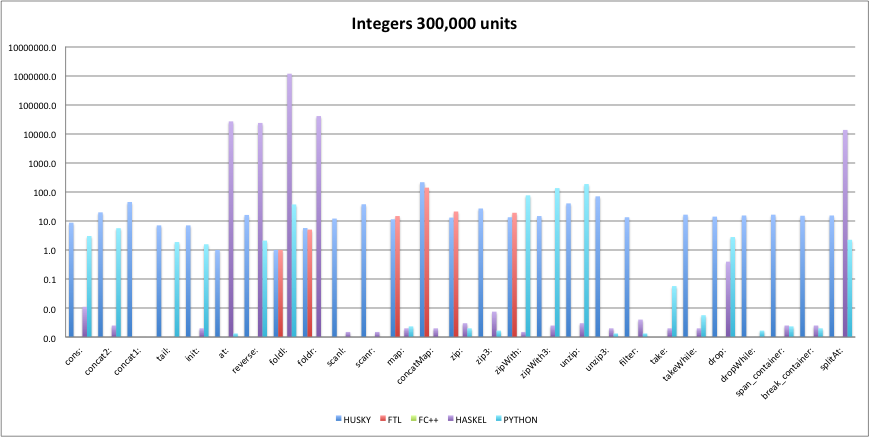 Integers 300,000 units
10000000.0
1000000.0
100000.0
10000.0
1000.0
100.0
10.0
1.0
0.1
0.0
0.0
cons:
concat2:
concat1:
tail:
init:
at:
reverse:
foldl:
foldr:
scanl:
scanr:
map:
concatMap:
zip:
zip3:
zipWith:
zipWith3:
unzip:
unzip3:
filter:
take:
takeWhile:
drop:
dropWhile:
span_container:
break_container:
splitAt:
HUSKY FTL FC++ HASKEL PYTHON